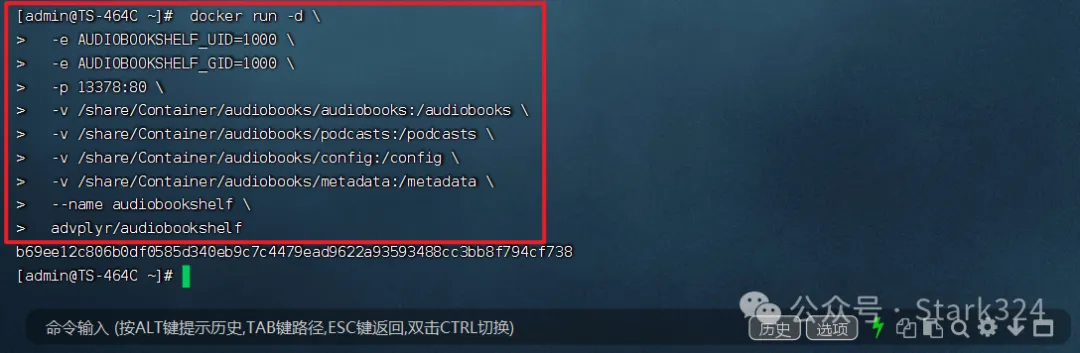 [admin@TS-464C ~]#  docker run -d \
>   -e AUDIOBOOKSHELF_UID=1000 \
>   -e AUDIOBOOKSHELF_GID=1000 \
>   -p 13378:80 \
>   -v /share/Container/audiobooks/audiobooks:/audiobooks \
>   -v /share/Container/audiobooks/podcasts:/podcasts \
>   -v /share/Container/audiobooks/config:/config \
>   -v /share/Container/audiobooks/metadata:/metadata \
>   --name audiobookshelf \
>   advplyr/audiobookshelf
b69ee12c806b0df0585d340eb9c7c4479ead9622a93593488cc3bb8f794cf738
[admin@TS-464C ~]#
公众号 · Stark324
命令输入 (按ALT键提示历史,TAB键路径,ESC键返回,双击CTRL切换)
历史 选项